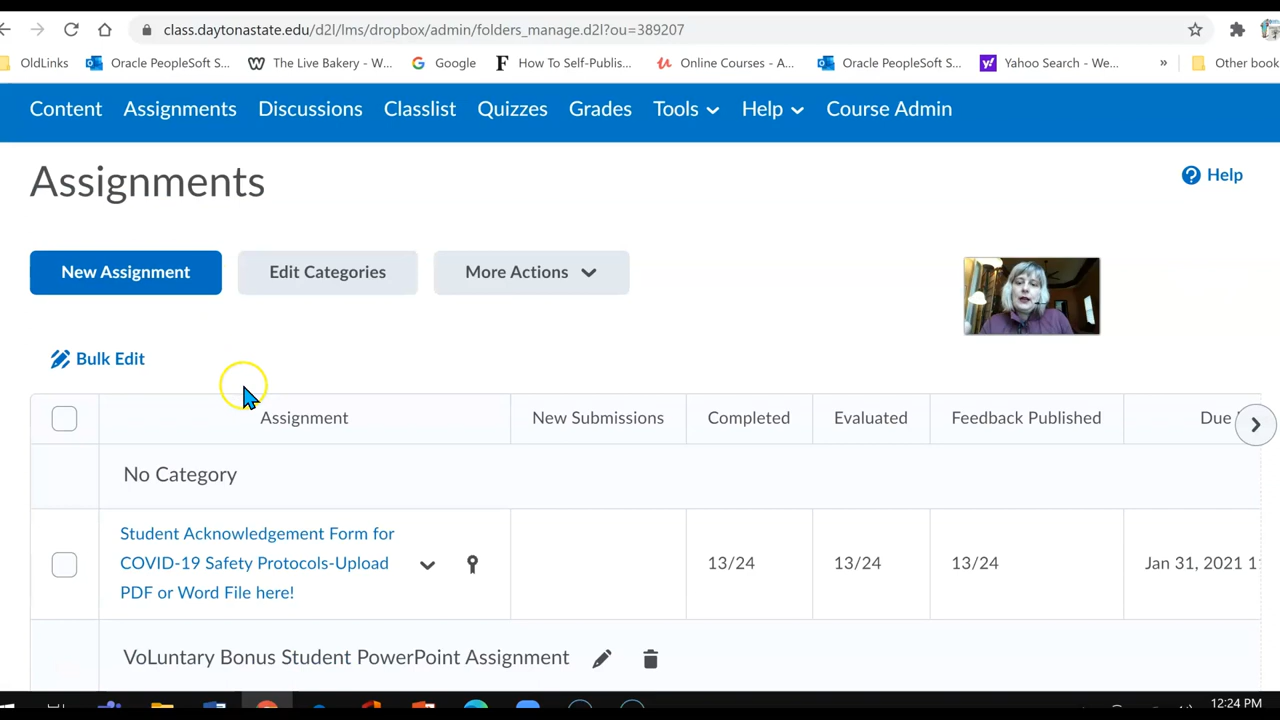 class.daytonastate.edu/d2l/lms/dropbox/admin/folders_manage.d2l?ou=389207
OldLinks Oracle PeopleSoft S... The Live Bakery - W... Google How To Self-Publis... Online Courses - A... Oracle PeopleSoft S... Yahoo Search - We... » Other book
Content Assignments Discussions Classlist Quizzes Grades Tools Help Course Admin
Assignments
Help
New Assignment Edit Categories More Actions
Bulk Edit
Assignment New Submissions Completed Evaluated Feedback Published Due
No Category
Student Acknowledgement Form for
COVID-19 Safety Protocols-Upload
PDF or Word File here!
13/24 13/24 13/24 Jan 31, 2021 1
VoLuntary Bonus Student PowerPoint Assignment
12:24 PM